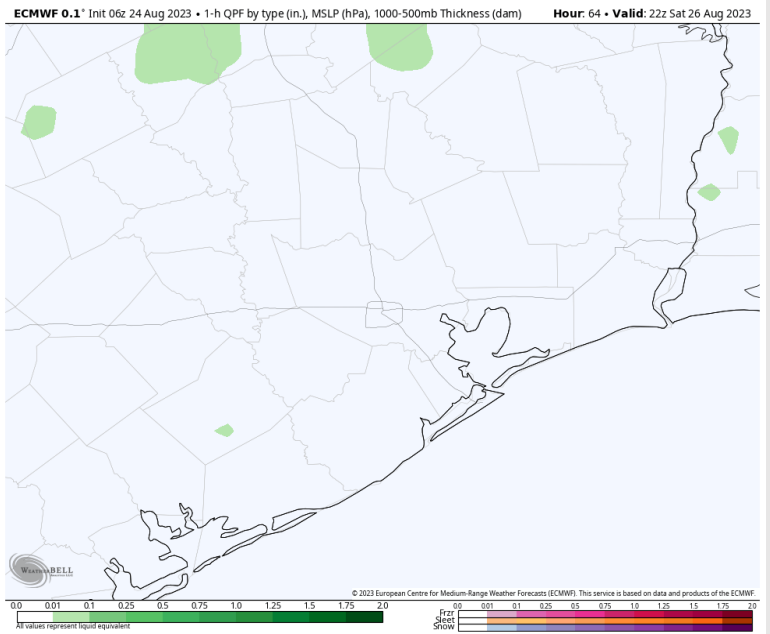 ECMWF 0.1° Init 06z 24 Aug 2023 • 1-h QPF by type (in.), MSLP (hPa), 1000-500mb Thickness (dam) Hour: 64 • Valid: 22z Sat 26 Aug 2023
WEATHERBELL
© 2023 European Centre for Medium-Range Weather Forecasts (ECMWF). This service is based on data and products of the ECMWF.
0.0 0.01 0.1 0.25 0.5 0.75 1.0 1.25 1.5 1.75 2.0
All values represent liquid equivalent
0.0 0.01 0.1 0.25 0.5 0.75 1.0 1.25 1.5 1.75 2.0
Frzr
Sleet
Snow